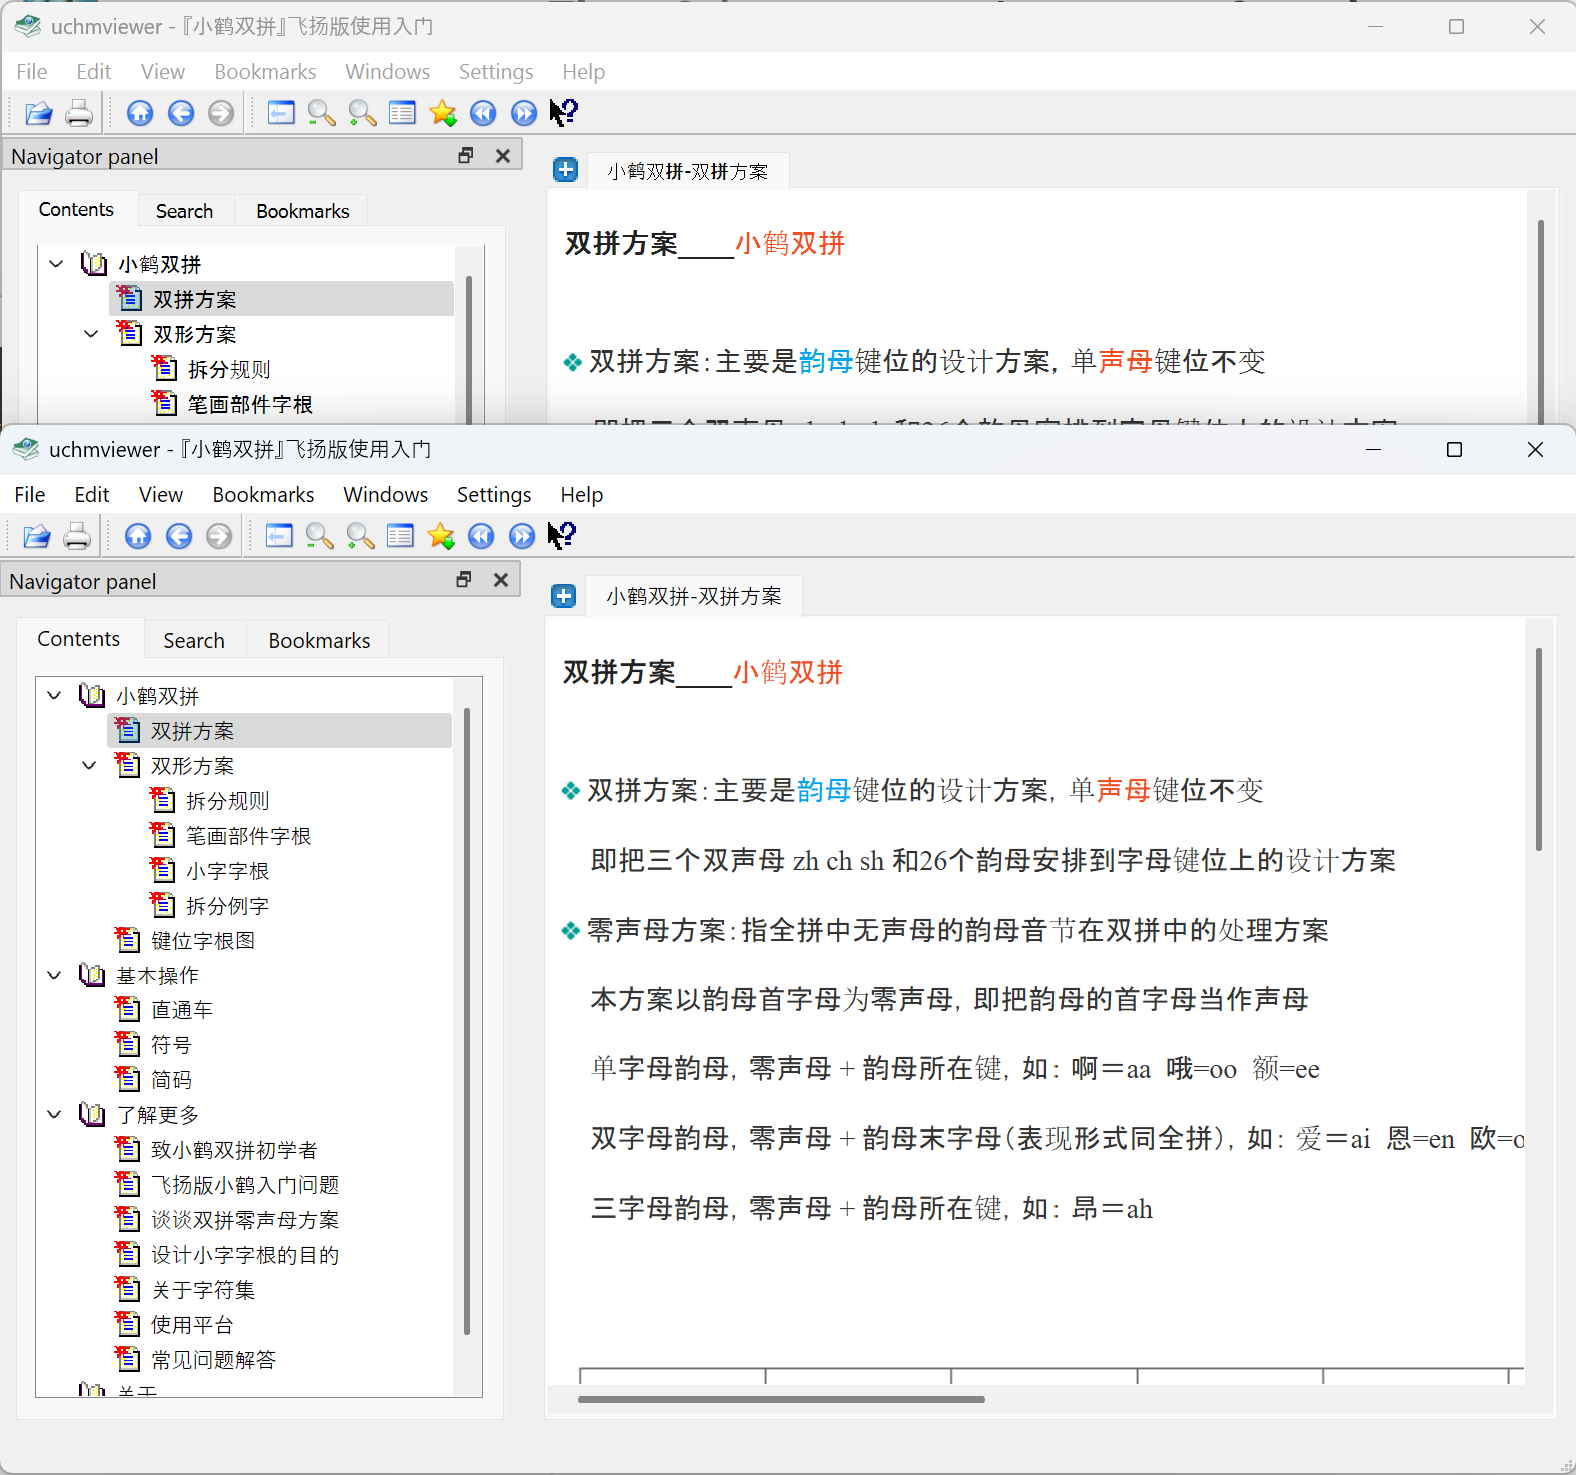 uchmviewer - 『小鹤双拼』飞扬版使用入门
File Edit View Bookmarks Windows Settings Help
Navigator panel
Contents Search Bookmarks
小鹤双拼
双拼方案
双形方案
拆分规则
笔画部件字根
小鹤双拼-双拼方案
双拼方案____小鹤双拼
双拼方案：主要是韵母键位的设计方案，单声母键位不变
uchmviewer - 『小鹤双拼』飞扬版使用入门
File Edit View Bookmarks Windows Settings Help
Navigator panel
Contents Search Bookmarks
小鹤双拼
双拼方案
双形方案
拆分规则
笔画部件字根
小字字根
拆分例字
键位字根图
基木操作
直通车
符号
简码
了解更多
致小鹤双拼初学者
飞扬版小鹤入门问题
谈谈双拼零声母方案
设计小字字根的目的
关于字符集
使用平台
常见问题解答
关于
小鹤双拼-双拼方案
双拼方案____小鹤双拼
双拼方案：主要是韵母键位的设计方案，单声母键位不变
即把三个双声母 zh ch sh 和26个韵母安排到字母键位上的设计方案
零声母方案：指全拼中无声母的韵母音节在双拼中的处理方案
本方案以韵母首字母为零声母，即把韵母的首字母当作声母
单字母韵母，零声母 + 韵母所在键，如：啊＝aa 哦=oo 额=ee
双字母韵母，零声母 + 韵母末字母（表现形式同全拼），如：爱＝ai 恩=en 欧=o
三字母韵母，零声母 + 韵母所在键，如：昂＝ah